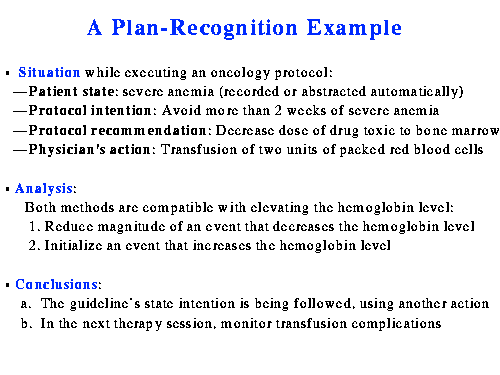 A Plan-Recognition Example
▪ Situation while executing an oncology protocol:
—Patient state: severe anemia (recorded or abstracted automatically)
—Protocol intention: Avoid more than 2 weeks of severe anemia
—Protocol recommendation: Decrease dose of drug toxic to bone marrow
—Physician's action: Transfusion of two units of packed red blood cells
▪ Analysis:
Both methods are compatible with elevating the hemoglobin level:
1. Reduce magnitude of an event that decreases the hemoglobin level
2. Initialize an event that increases the hemoglobin level
▪ Conclusions:
a. The guideline's state intention is being followed, using another action
b. In the next therapy session, monitor transfusion complications